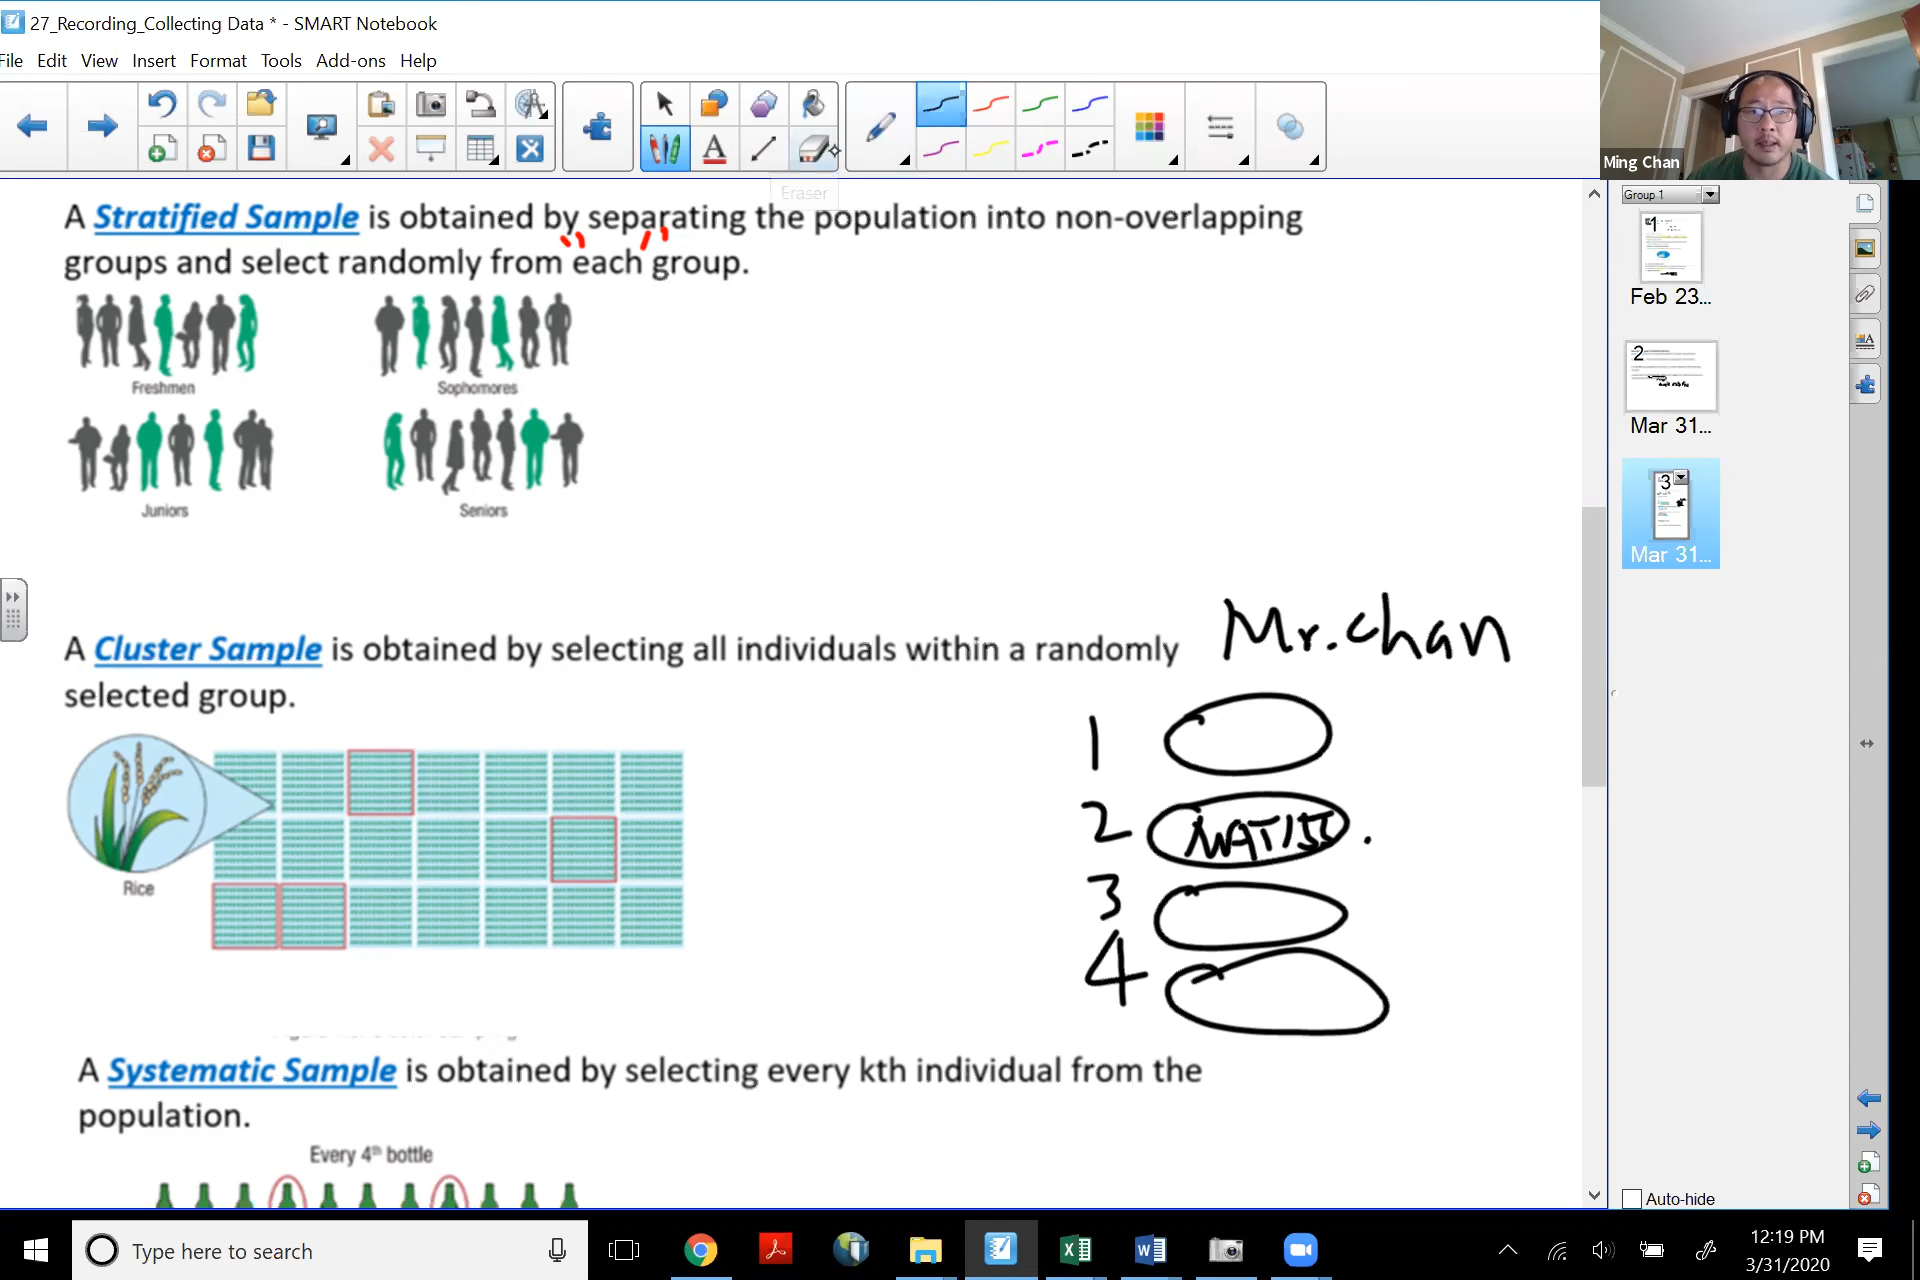 27_Recording_Collecting Data * - SMART Notebook
File Edit View Insert Format Tools Add-ons Help
Eraser
Ming Chan
A Stratified Sample is obtained by separating the population into non-overlapping
groups and select randomly from each group.
Freshmen
Sophomores
Juniors
Seniors
A Cluster Sample is obtained by selecting all individuals within a randomly
selected group.
Rice
Mr. Chan
1
2
3
4
A Systematic Sample is obtained by selecting every kth individual from the
population.
Every 4th bottle
Group 1
1
Feb 23...
2
Mar 31...
3
Mar 31...
Auto-hide
Type here to search
12:19 PM
3/31/2020